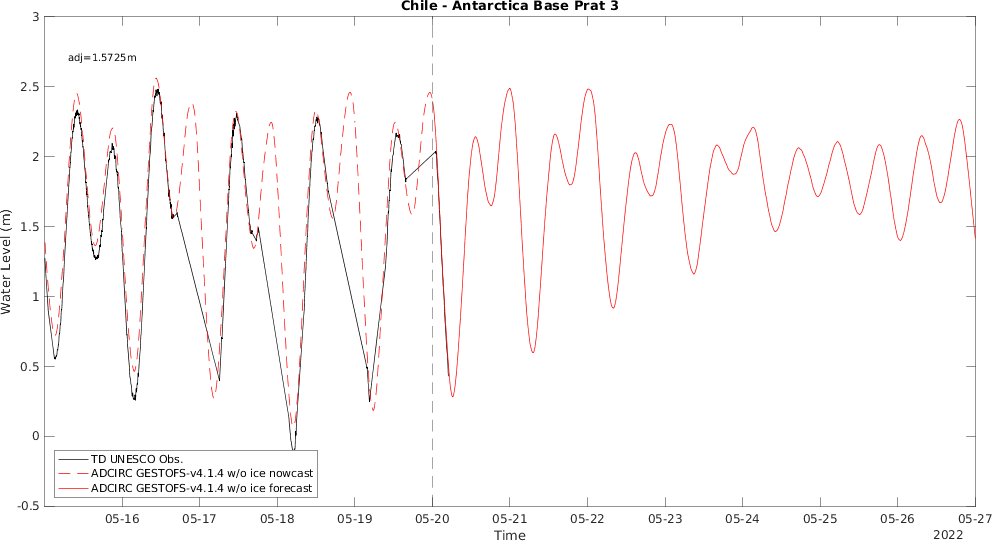 Chile - Antarctica Base Prat 3
adj=1.5725m
3
2.5
2
1.5
1
0.5
0
-0.5
Water Level (m)
TD UNESCO Obs.
ADCIRC GESTOFS-v4.1.4 w/o ice nowcast
ADCIRC GESTOFS-v4.1.4 w/o ice forecast
05-16 05-17 05-18 05-19 05-20 05-21 05-22 05-23 05-24 05-25 05-26 05-27
Time
2022